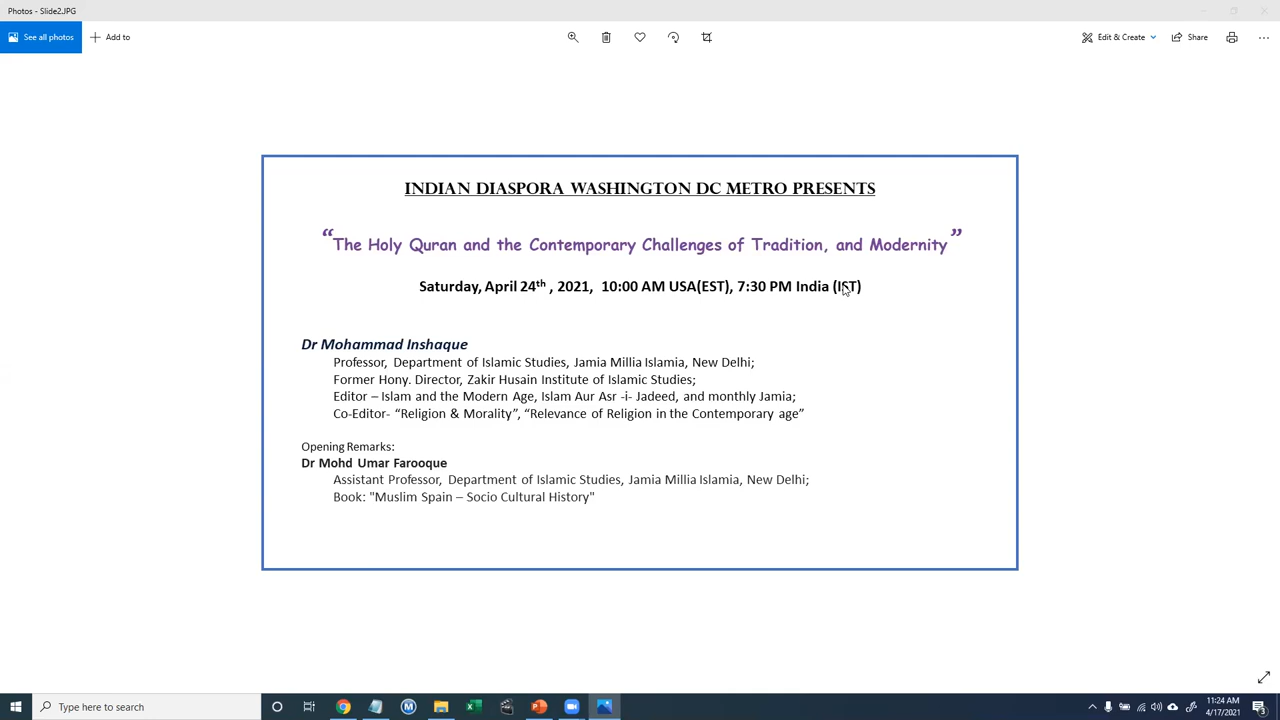 Photos - Slide2.JPG
See all photos
Add to
Edit & Create
Share
INDIAN DIASPORA WASHINGTON DC METRO PRESENTS
“The Holy Quran and the Contemporary Challenges of Tradition, and Modernity”
Saturday, April 24th , 2021, 10:00 AM USA(EST), 7:30 PM India (IST)
Dr Mohammad Inshaque
Professor, Department of Islamic Studies, Jamia Millia Islamia, New Delhi;
Former Hony. Director, Zakir Husain Institute of Islamic Studies;
Editor – Islam and the Modern Age, Islam Aur Asr -i- Jadeed, and monthly Jamia;
Co-Editor- “Religion & Morality”, “Relevance of Religion in the Contemporary age”
Opening Remarks:
Dr Mohd Umar Farooque
Assistant Professor, Department of Islamic Studies, Jamia Millia Islamia, New Delhi;
Book: "Muslim Spain – Socio Cultural History"
Type here to search
11:24 AM
4/17/2021